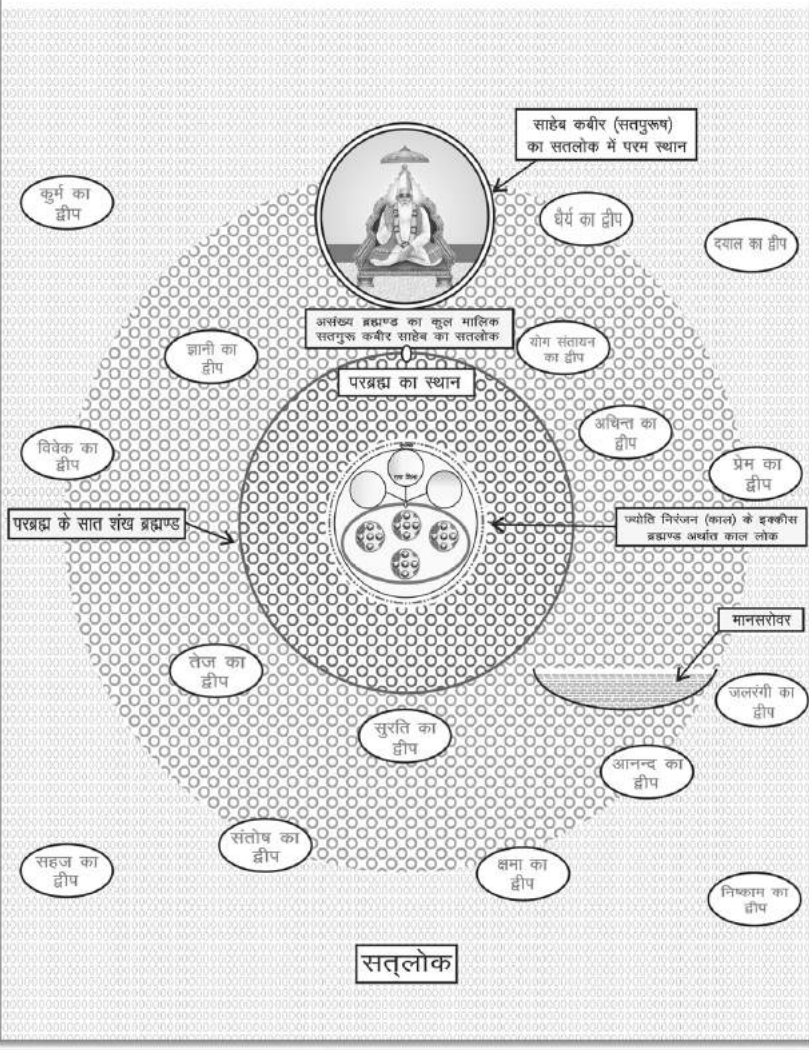 साहेब कबीर (सतपुरूष)
का सतलोक में परम स्थान
कुर्म का
द्वीप
धैर्य का द्वीप
दयाल का द्वीप
असंख्य ब्रह्मण्ड का कुल मालिक
सतगुरू कबीर साहेब का सतलोक
ज्ञानी का
द्वीप
योग संतायन
का द्वीप
परब्रह्म का स्थान
अचिन्त का
द्वीप
विवेक का
द्वीप
प्रेम का
द्वीप
परब्रह्म के सात शंख ब्रह्मण्ड
ज्योति निरंजन (काल) के इक्कीस
ब्रह्मण्ड अर्थात काल लोक
मानसरोवर
तेज का
द्वीप
जलरंगी का
द्वीप
सुरति का
द्वीप
आनन्द का
द्वीप
संतोष का
द्वीप
सहज का
द्वीप
क्षमा का
द्वीप
निष्काम का
द्वीप
सत्लोक